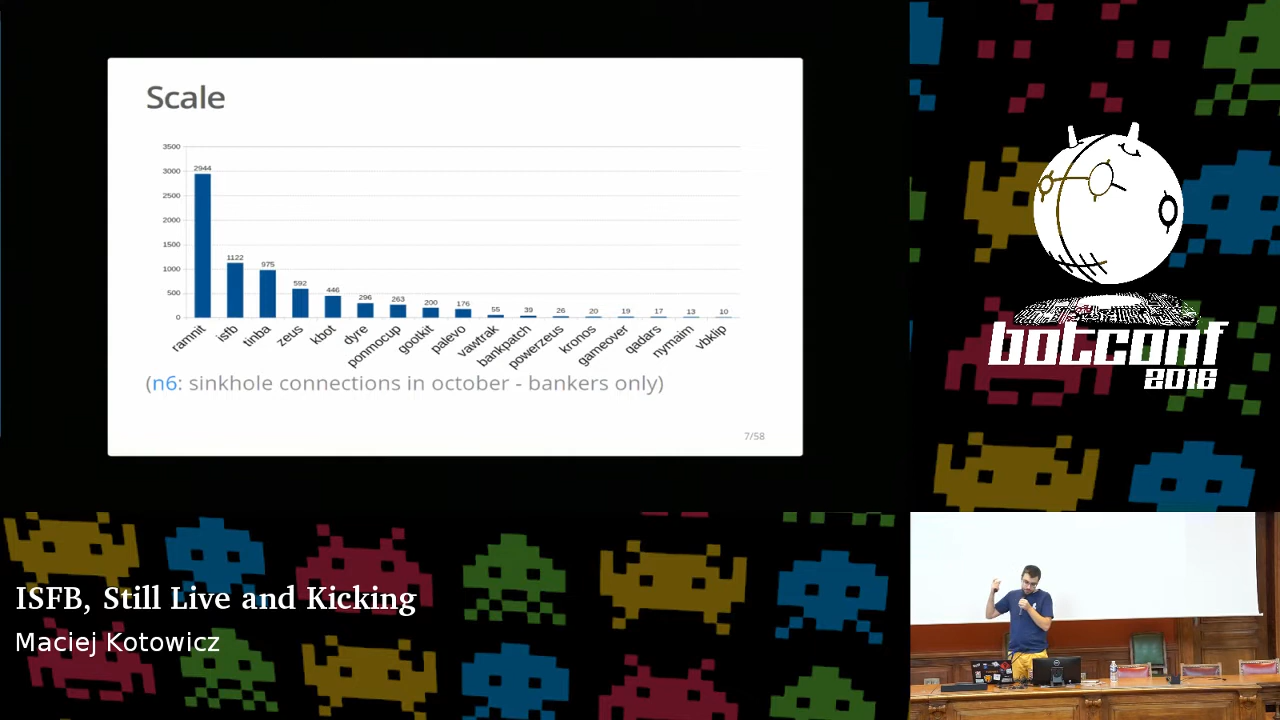 Scale
3500
3000
2500
2000
1500
1000
500
0
2944
1122
975
592
446
296
263
200
176
55
39
26
20
19
17
13
10
ramnit
isfb
tinba
zeus
kbot
dyre
ponmocup
gootkit
palevo
vawtrak
bankpatch
powerzeus
kronos
gameover
qadars
nymaim
vbklip
(n6: sinkhole connections in october - bankers only)
7/58
botconf
2016
ISFB, Still Live and Kicking
Maciej Kotowicz